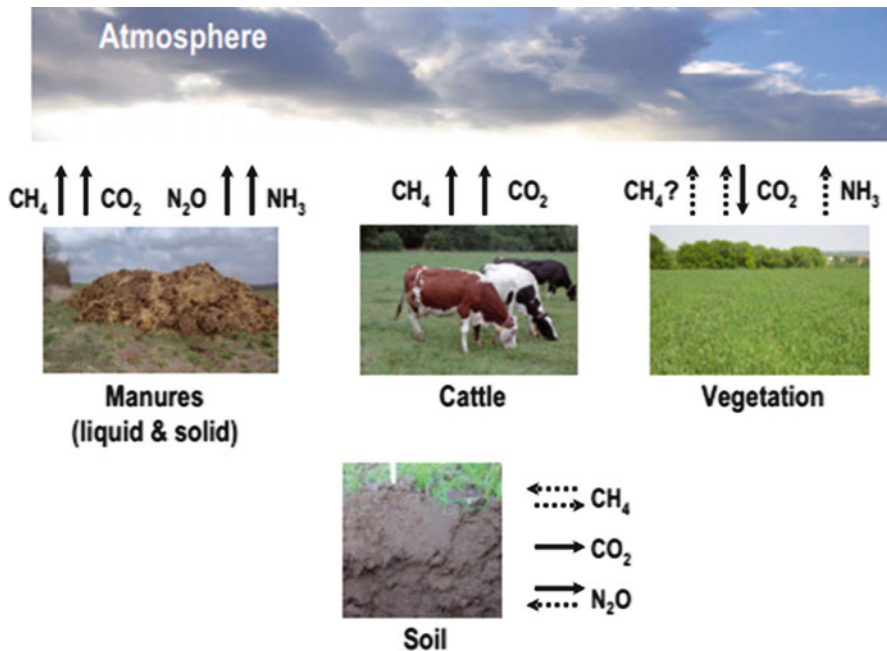 Atmosphere
CH₄ CO₂ N₂O NH₃ CH₄ CO₂ CH₄? CO₂ NH₃
Manures
(liquid & solid)
Cattle
Vegetation
CH₄
CO₂
N₂O
Soil